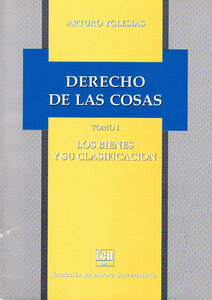 ARTURO YGLESIAS
DERECHO
DE LAS COSAS
TOMO I
LOS BIENES
Y SU CLASIFICACION
fcu
fundación de cultura universitaria